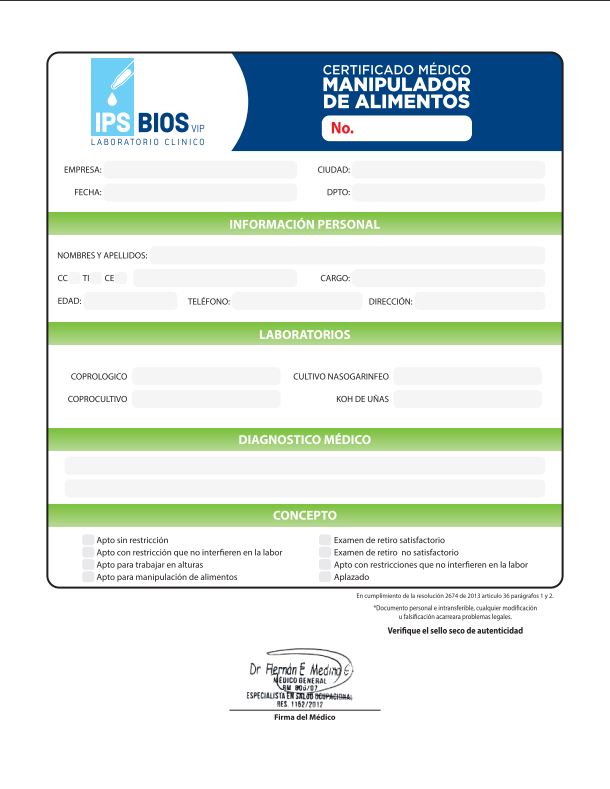 IPS BIOS VIP
LABORATORIO CLINICO
CERTIFICADO MÉDICO
MANIPULADOR
DE ALIMENTOS
No.
EMPRESA: CIUDAD:
FECHA: DPTO:
INFORMACIÓN PERSONAL
NOMBRES Y APELLIDOS:
CC TI CE CARGO:
EDAD: TELÉFONO: DIRECCIÓN:
LABORATORIOS
COPROLOGICO CULTIVO NASOGARINFEO
COPROCULTIVO KOH DE UÑAS
DIAGNOSTICO MÉDICO
CONCEPTO
Apto sin restricción Examen de retiro satisfactorio
Apto con restricción que no interfieren en la labor Examen de retiro no satisfactorio
Apto para trabajar en alturas Apto con restricciones que no interfieren en la labor
Apto para manipulación de alimentos Aplazado
En cumplimiento de la resolución 2674 de 2013 articulo 36 parágrafos 1 y 2.
*Documento personal e intransferible, cualquier modificación
u falsificación acarreara problemas legales.
Verifique el sello seco de autenticidad
Dr Hernán E Medina G
MÉDICO GENERAL
RM 806/07
ESPECIALISTA EN SALUD OCUPACIONAL
RES. 1162/2012
Firma del Médico